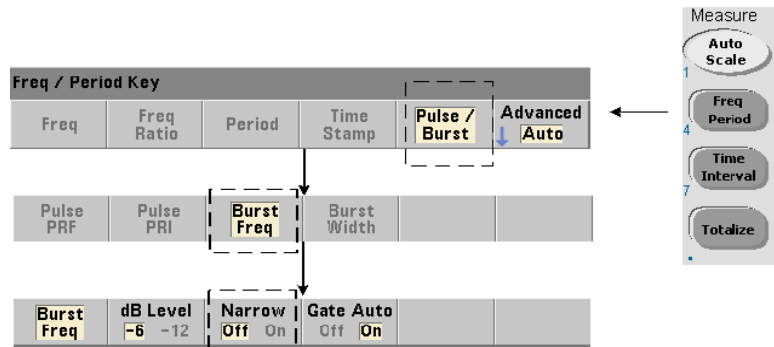 Measure
Auto
Scale
1
Freq / Period Key
Freq
Freq
Ratio
Period
Time
Stamp
Pulse /
Burst
Advanced
Auto
Freq
Period
4
Time
Interval
7
Totalize
.
Pulse
PRF
Pulse
PRI
Burst
Freq
Burst
Width
Burst
Freq
dB Level
-6 -12
Narrow
Off On
Gate Auto
Off On